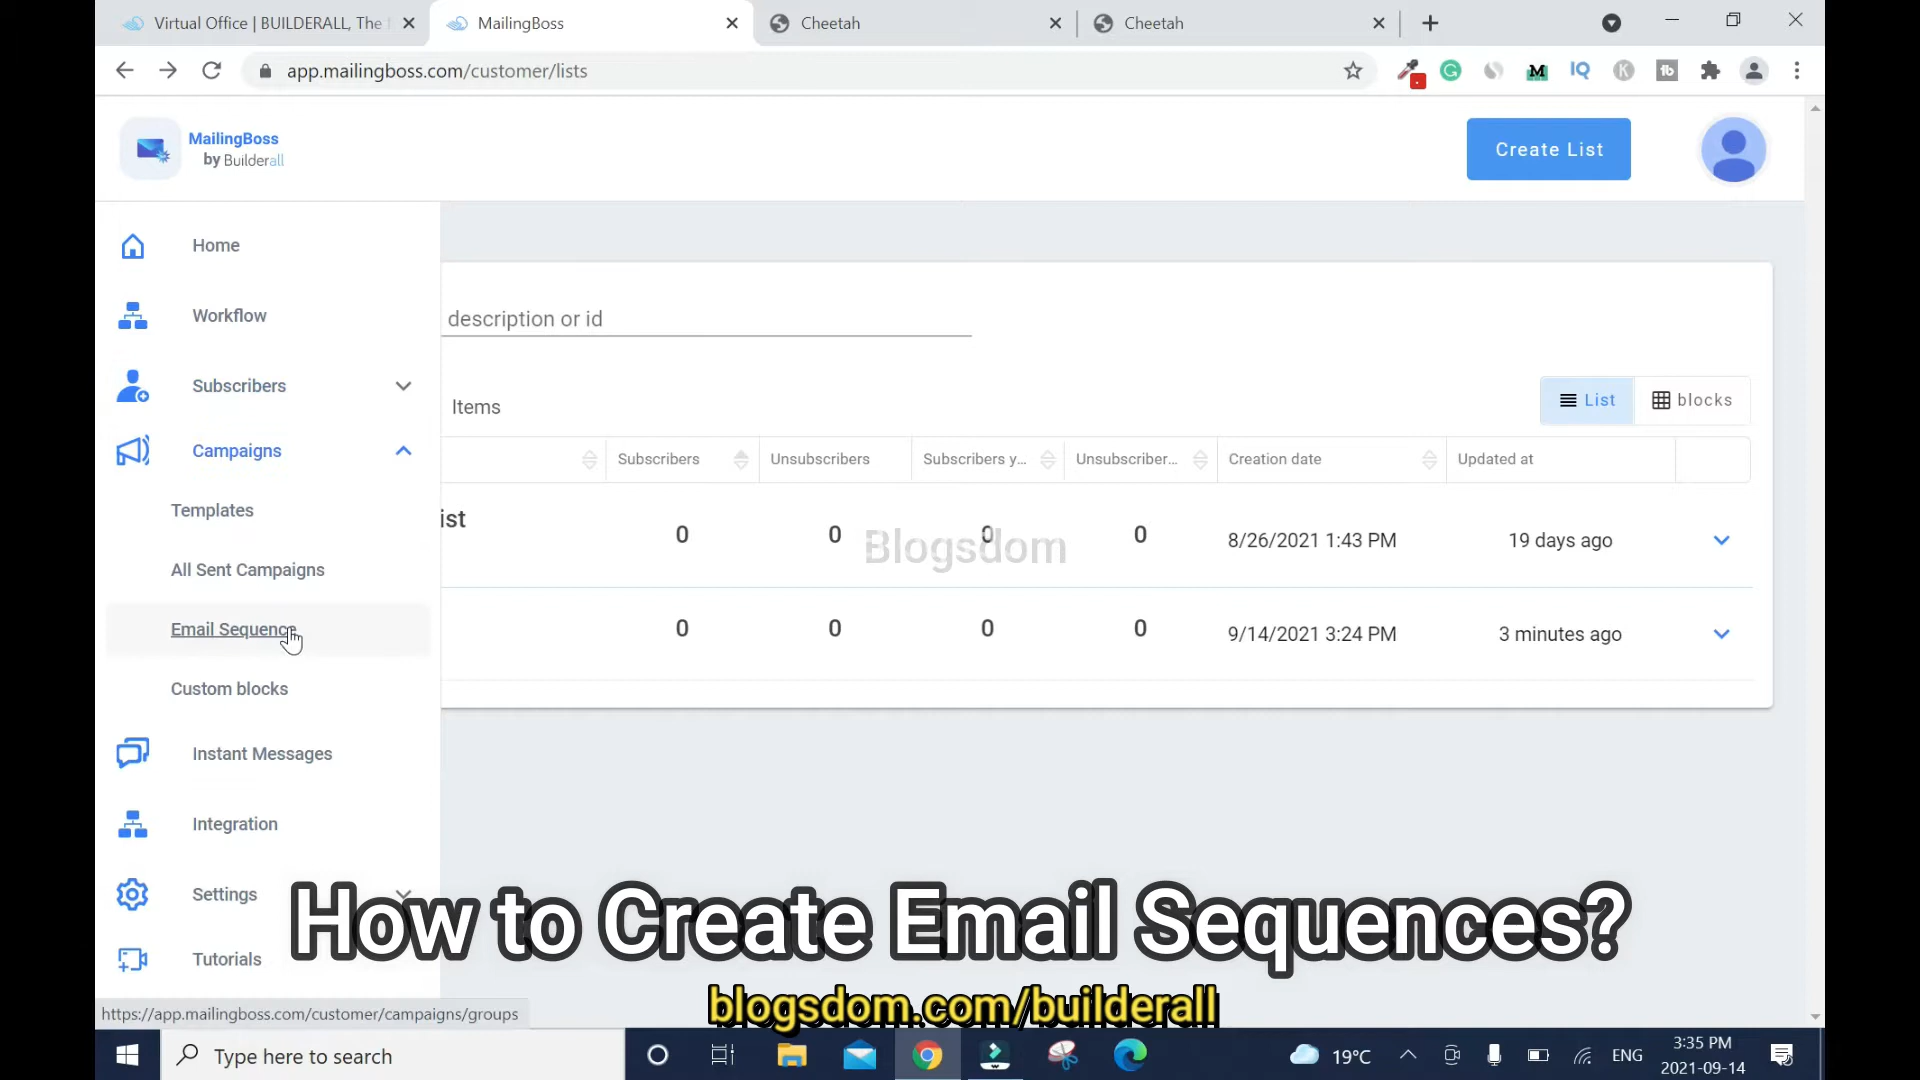 Virtual Office | BUILDERALL, The
MailingBoss
Cheetah
Cheetah
app.mailingboss.com/customer/lists
MailingBoss
by Builderall
Create List
Home
Workflow
description or id
Subscribers
Items
List
blocks
Campaigns
Subscribers
Unsubscribers
Subscribers y...
Unsubscriber...
Creation date
Updated at
Templates
ist
0
0
0
0
8/26/2021 1:43 PM
19 days ago
Blogsdom
All Sent Campaigns
Email Sequence
0
0
0
0
9/14/2021 3:24 PM
3 minutes ago
Custom blocks
Instant Messages
Integration
Settings
How to Create Email Sequences?
Tutorials
https://app.mailingboss.com/customer/campaigns/groups
blogsdom.com/builderall
Type here to search
19°C
ENG
3:35 PM
2021-09-14